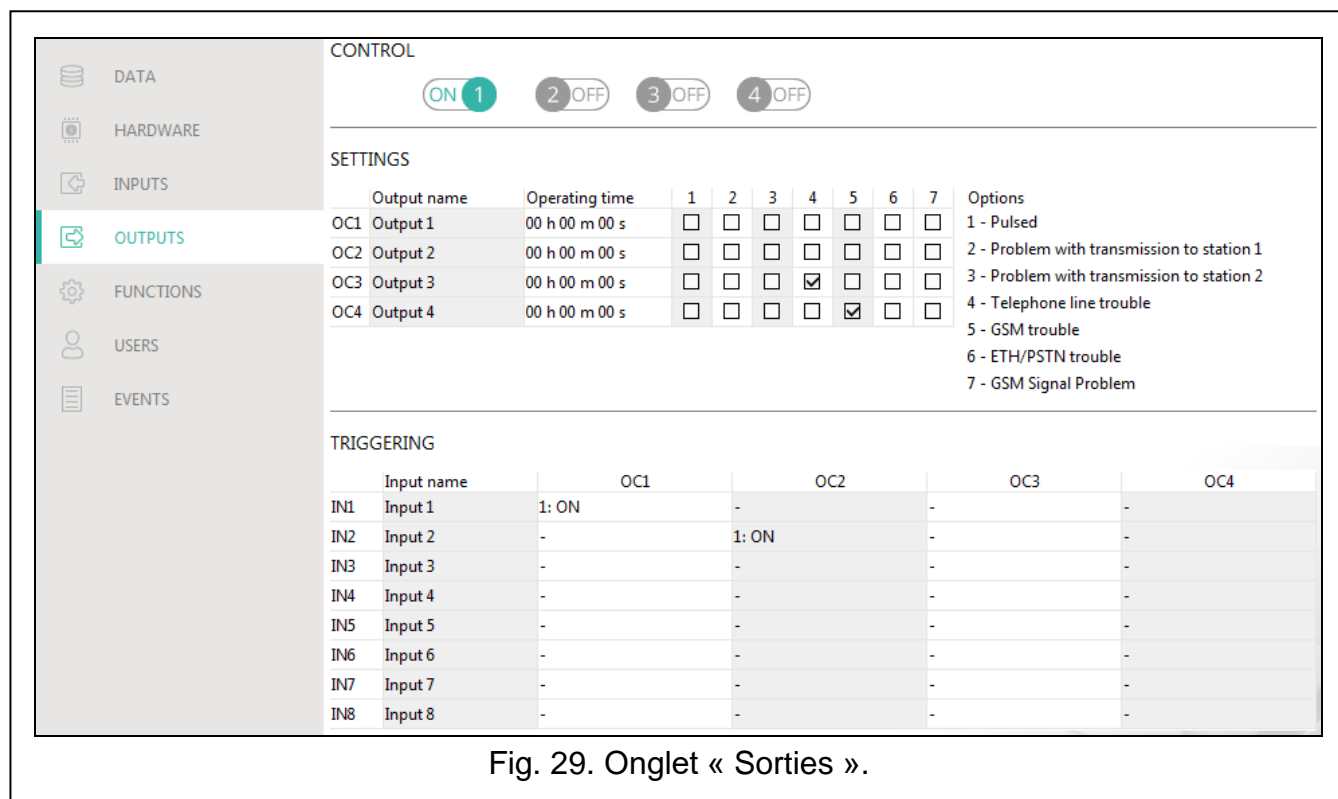 DATA
HARDWARE
INPUTS
OUTPUTS
FUNCTIONS
USERS
EVENTS
CONTROL
ON 1 2 OFF 3 OFF 4 OFF
SETTINGS
Output name Operating time 1 2 3 4 5 6 7
OC1 Output 1 00 h 00 m 00 s
OC2 Output 2 00 h 00 m 00 s
OC3 Output 3 00 h 00 m 00 s
OC4 Output 4 00 h 00 m 00 s
Options
1 - Pulsed
2 - Problem with transmission to station 1
3 - Problem with transmission to station 2
4 - Telephone line trouble
5 - GSM trouble
6 - ETH/PSTN trouble
7 - GSM Signal Problem
TRIGGERING
Input name OC1 OC2 OC3 OC4
IN1 Input 1 1: ON - - -
IN2 Input 2 - 1: ON - -
IN3 Input 3 - - - -
IN4 Input 4 - - - -
IN5 Input 5 - - - -
IN6 Input 6 - - - -
IN7 Input 7 - - - -
IN8 Input 8 - - - -
Fig. 29. Onglet « Sorties ».